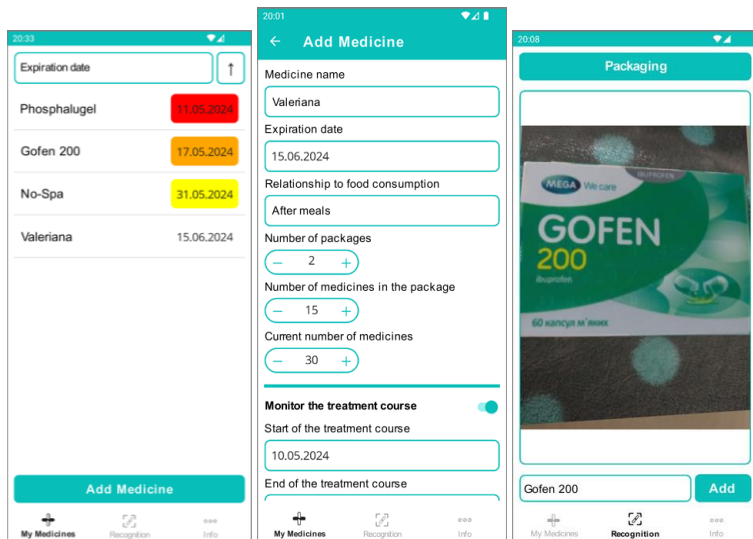 20:33
Expiration date
↑
Phosphalugel 11.05.2024
Gofen 200 17.05.2024
No-Spa 31.05.2024
Valeriana 15.06.2024
Add Medicine
My Medicines Recognition Info
20:01
← Add Medicine
Medicine name
Valeriana
Expiration date
15.06.2024
Relationship to food consumption
After meals
Number of packages
− 2 +
Number of medicines in the package
− 15 +
Current number of medicines
− 30 +
Monitor the treatment course
Start of the treatment course
10.05.2024
End of the treatment course
My Medicines Recognition Info
20:08
Packaging
MEGA We care
IBUPROFEN
GOFEN
200
ibuprofen
60 капсул м'яких
Gofen 200 Add
My Medicines Recognition Info